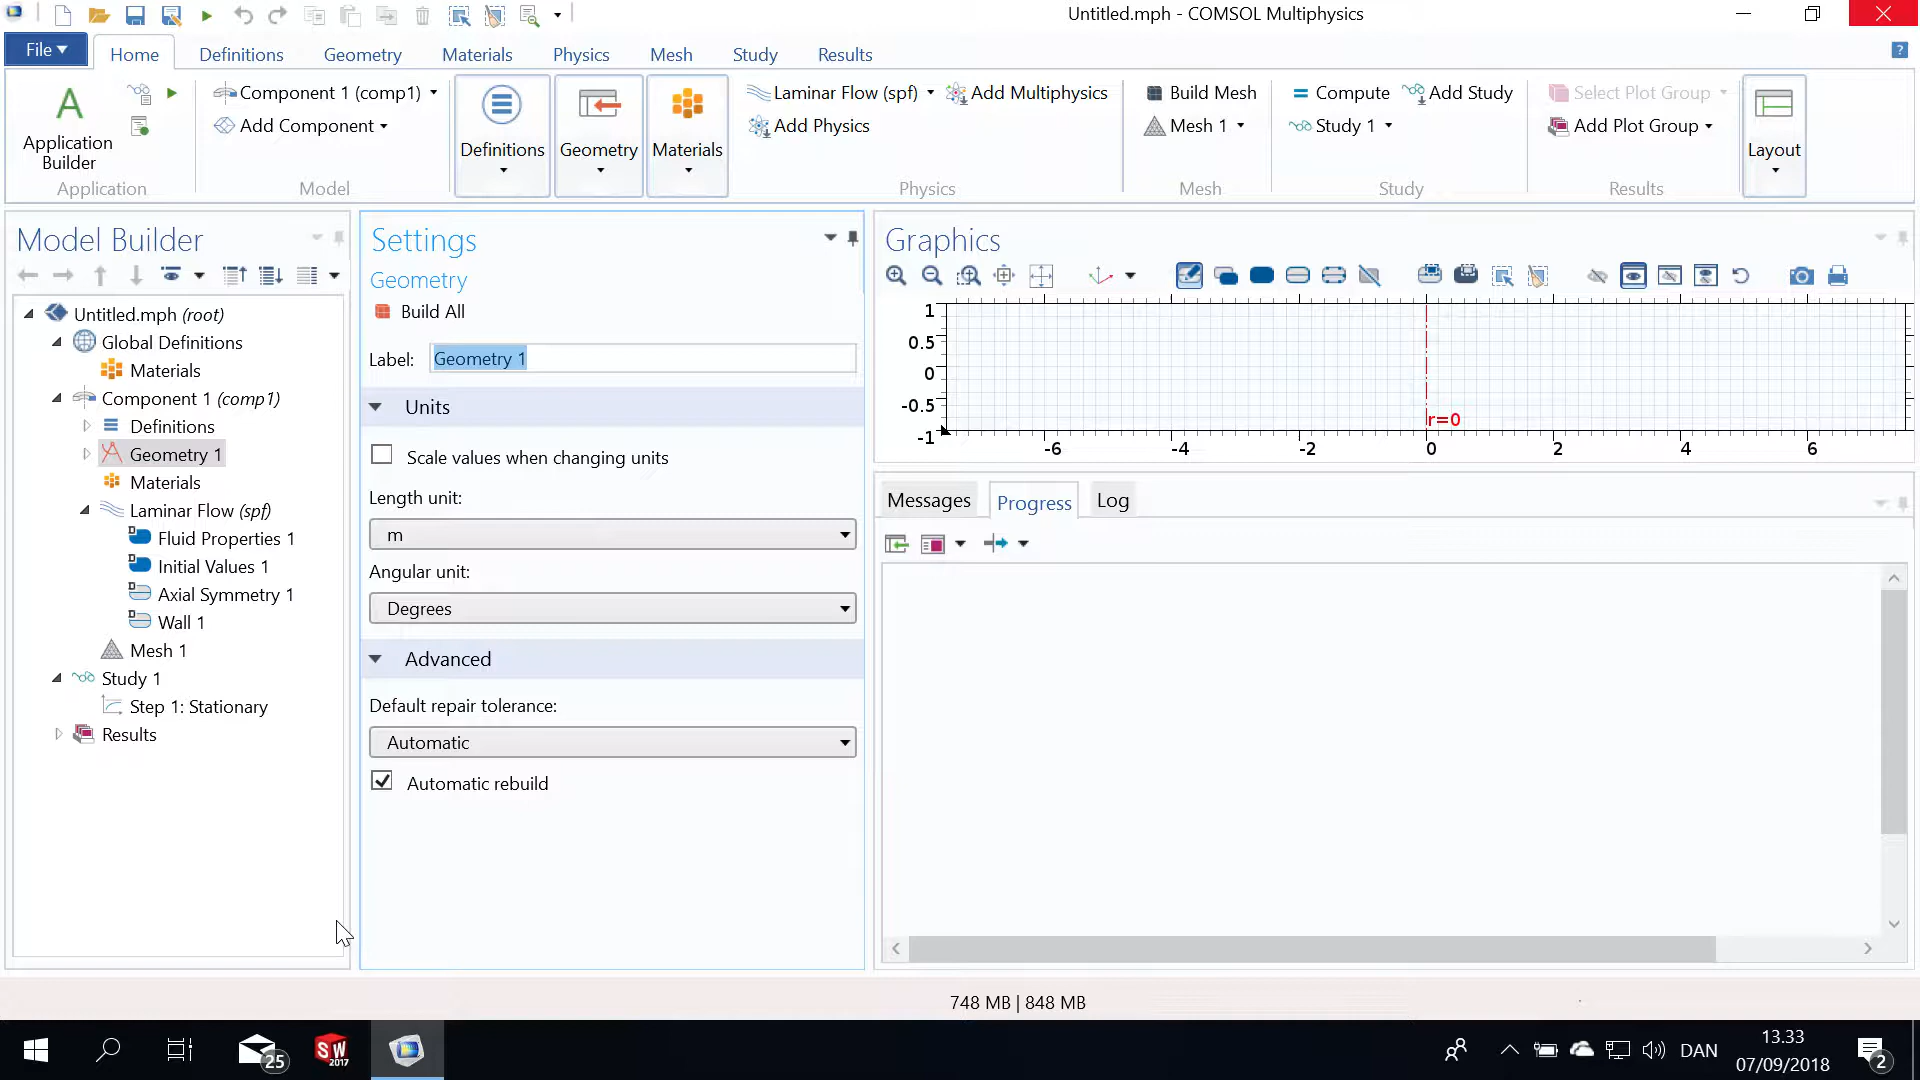 Untitled.mph - COMSOL Multiphysics
File
Home
Definitions
Geometry
Materials
Physics
Mesh
Study
Results
A
Application
Builder
Application
Component 1 (comp1)
Add Component
Model
Definitions
Geometry
Materials
Laminar Flow (spf)
Add Multiphysics
Add Physics
Physics
Build Mesh
Mesh 1
Mesh
Compute
Add Study
Study 1
Study
Select Plot Group
Add Plot Group
Results
Layout
?
Model Builder
Untitled.mph (root)
Global Definitions
Materials
Component 1 (comp1)
Definitions
Geometry 1
Materials
Laminar Flow (spf)
Fluid Properties 1
Initial Values 1
Axial Symmetry 1
Wall 1
Mesh 1
Study 1
Step 1: Stationary
Results
Settings
Geometry
Build All
Label: Geometry 1
Units
Scale values when changing units
Length unit:
m
Angular unit:
Degrees
Advanced
Default repair tolerance:
Automatic
Automatic rebuild
Graphics
1
0.5
0
-0.5
-1
r=0
-6
-4
-2
0
2
4
6
Messages
Progress
Log
748 MB | 848 MB
25
SW
2017
DAN
13.33
07/09/2018
2